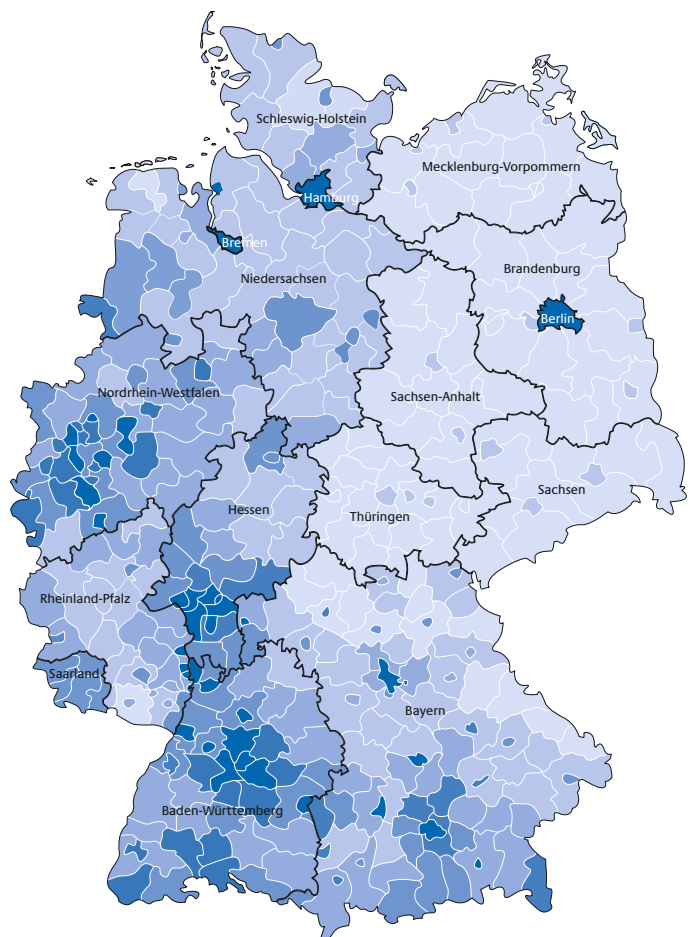 Schleswig-Holstein
Mecklenburg-Vorpommern
Hamburg
Bremen
Brandenburg
Niedersachsen
Berlin
Nordrhein-Westfalen
Sachsen-Anhalt
Sachsen
Hessen
Thüringen
Rheinland-Pfalz
Saarland
Bayern
Baden-Württemberg